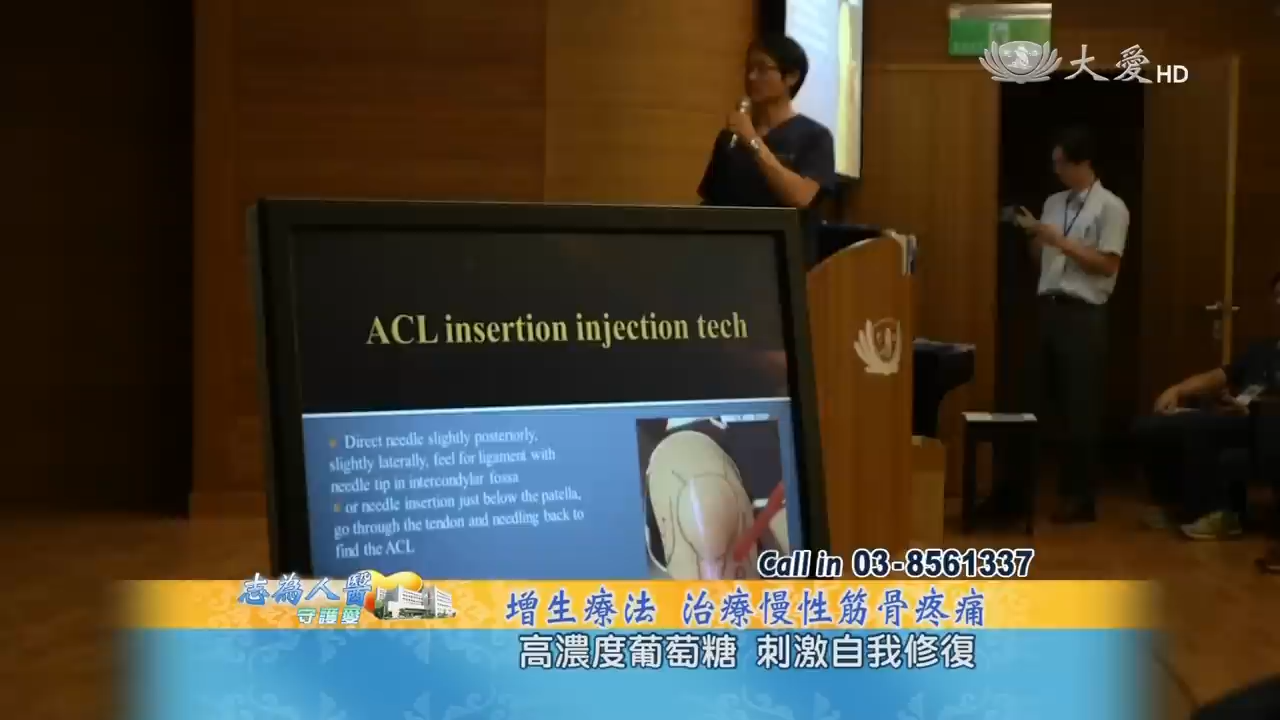 大愛HD
ACL insertion injection tech
Direct needle slightly posteriorly,
slightly laterally, feel for ligament with
needle tip in intercondylar fossa
or needle insertion just below the patella,
go through the tendon and needling back to
find the ACL
Call in 03-8561337
志為人醫
守護愛
增生療法 治療慢性筋骨疼痛
高濃度葡萄糖 刺激自我修復